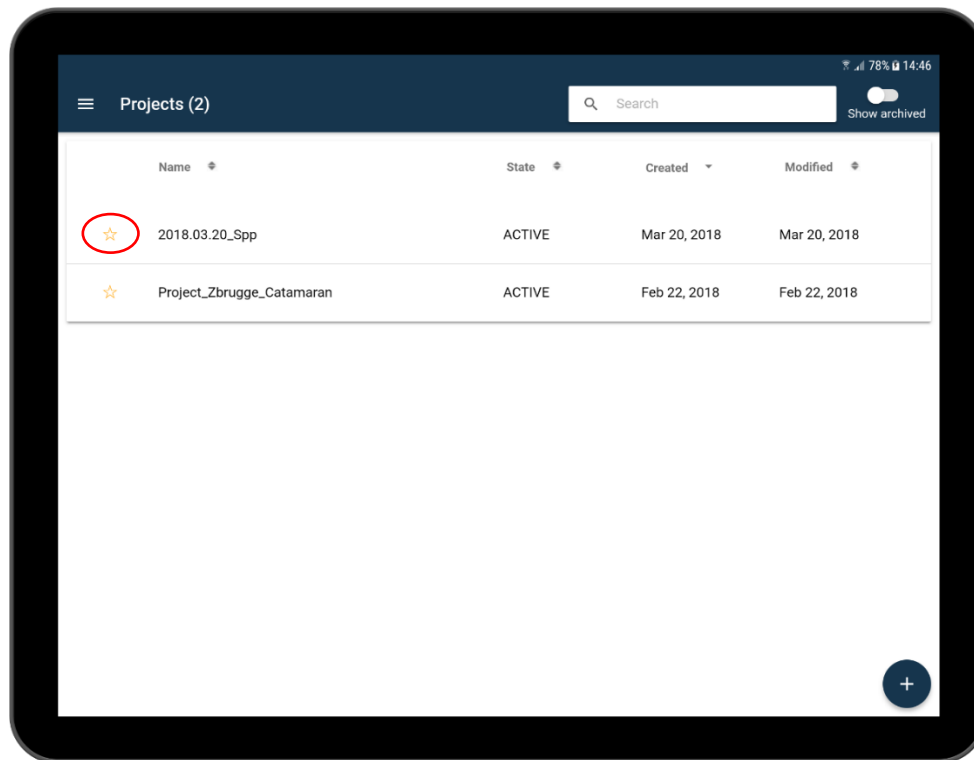 78% 14:46
Projects (2)
Search
Show archived
Name State Created Modified
2018.03.20_Spp ACTIVE Mar 20, 2018 Mar 20, 2018
Project_Zbrugge_Catamaran ACTIVE Feb 22, 2018 Feb 22, 2018
+